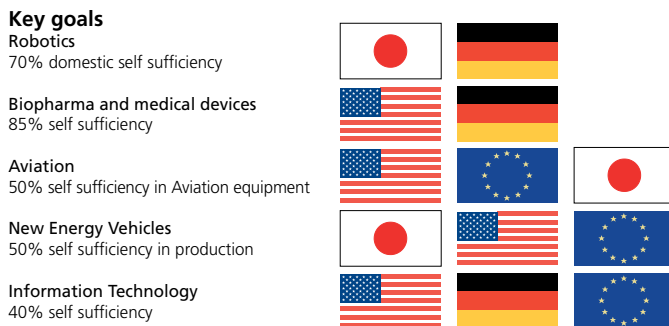 Key goals
Robotics
70% domestic self sufficiency
Biopharma and medical devices
85% self sufficiency
Aviation
50% self sufficiency in Aviation equipment
New Energy Vehicles
50% self sufficiency in production
Information Technology
40% self sufficiency